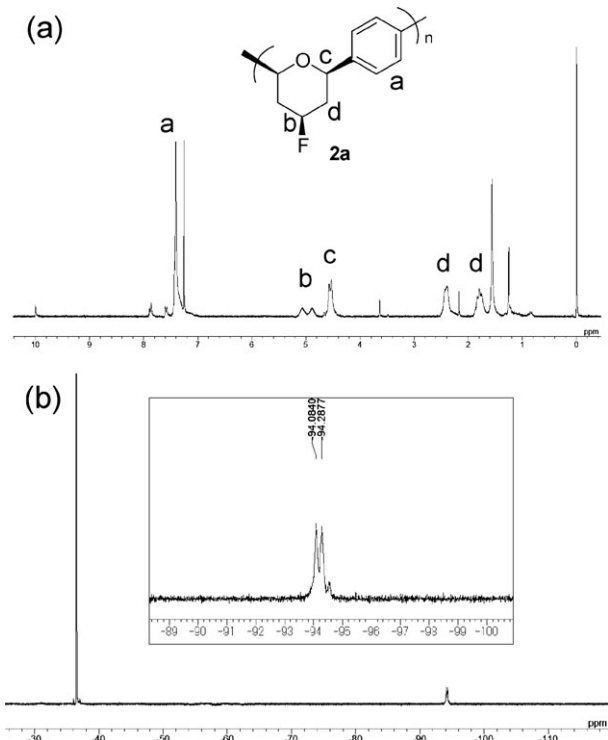 (a)
n
O
c
a
b
d
F
2a
a
b
c
d
d
10 9 8 7 6 5 4 3 2 1 0
ppm
(b)
-94.0840
-94.2877
-89 -90 -91 -92 -93 -94 -95 -96 -97 -98 -99 -100
-30 -40 -50 -60 -70 -80 -90 -100 -110
ppm